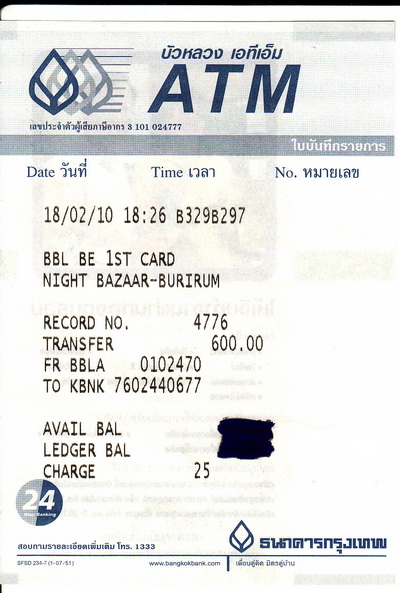 บัวหลวง เอทีเอ็ม
ATM
เลขประจำตัวผู้เสียภาษีอากร 3 101 024777
ใบบันทึกรายการ
Date วันที่ Time เวลา No. หมายเลข
18/02/10 18:26 B329B297
BBL BE 1ST CARD
NIGHT BAZAAR-BURIRUM
RECORD NO. 4776
TRANSFER 600.00
FR BBLA 0102470
TO KBNK 7602440677
AVAIL BAL
LEDGER BAL
CHARGE 25
24
ธนาคารกรุงเทพ
สอบถามรายละเอียดเพิ่มเติม โทร. 1333
เพื่อนคู่คิด มิตรคู่บ้าน
SFSD 234-7 (1-07/51) www.bangkokbank.com